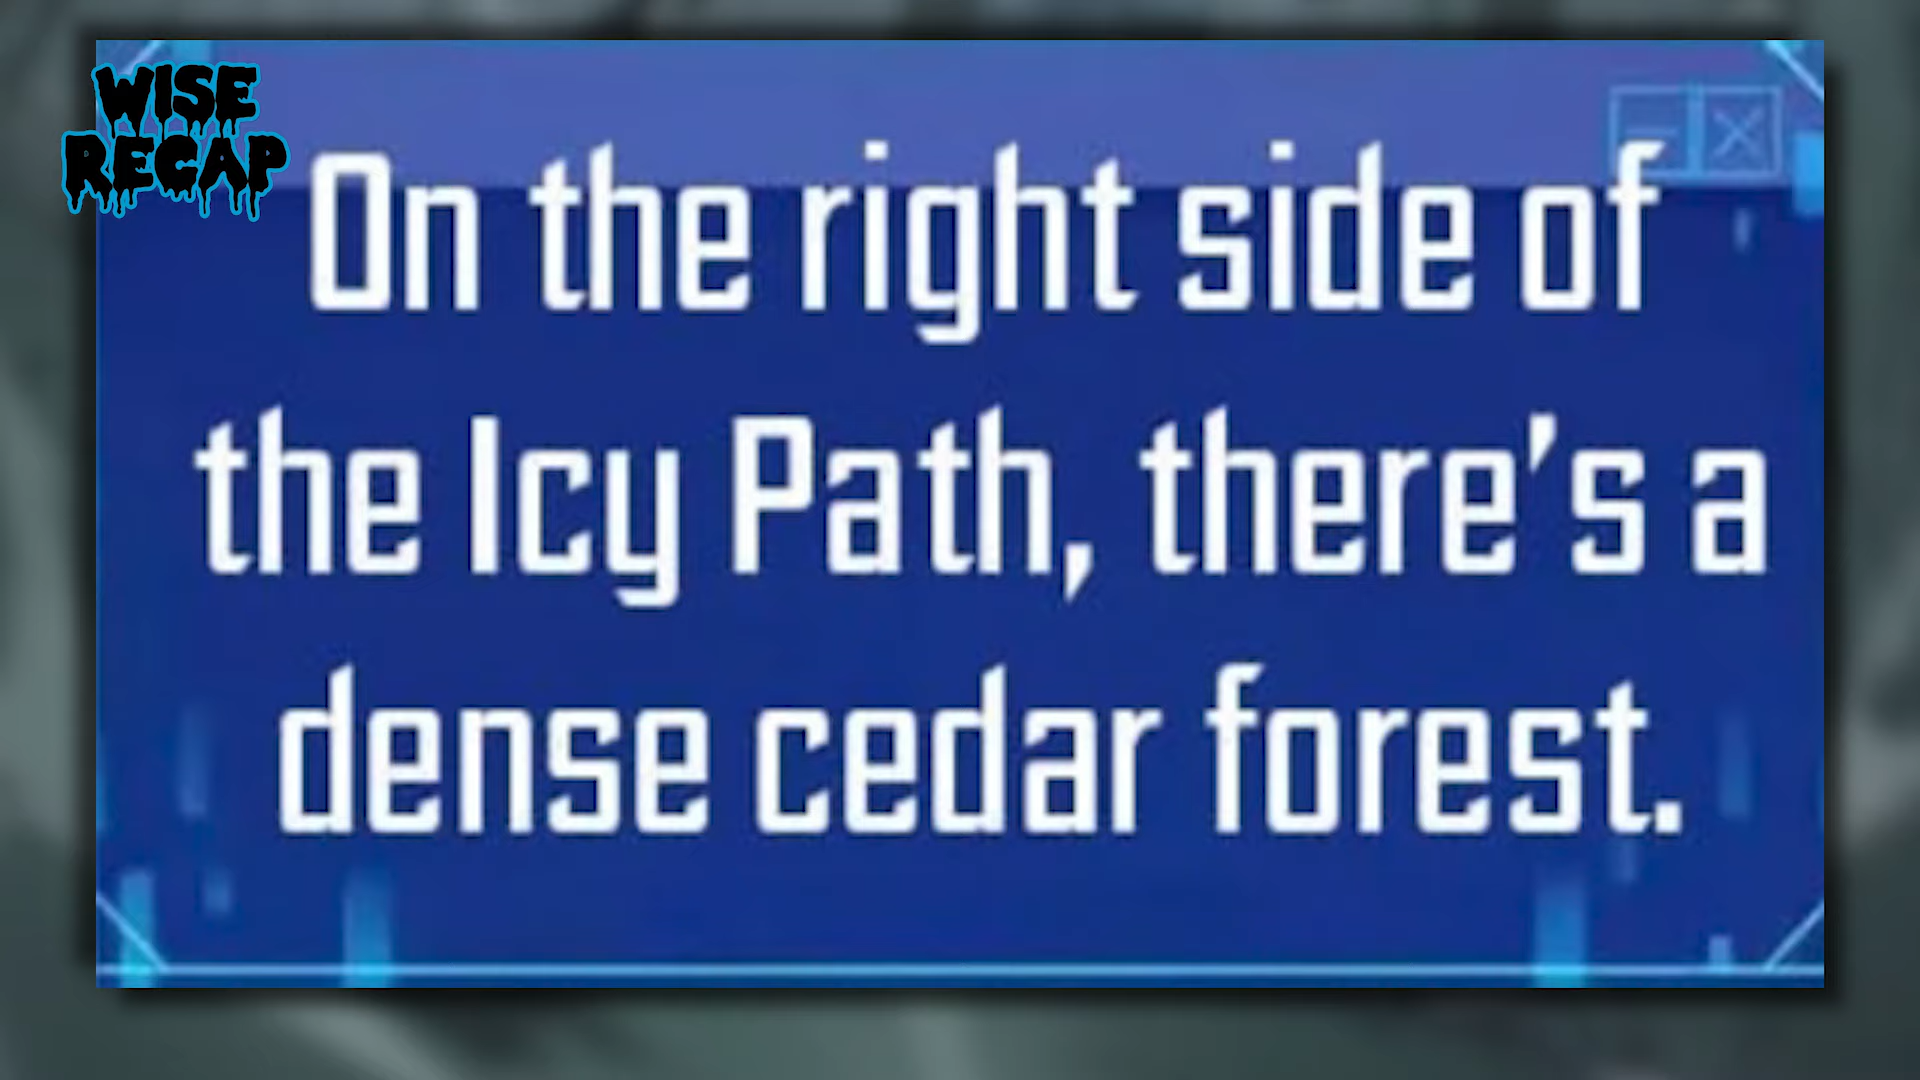 WISE
RECAP
On the right side of
the Icy Path, there's a
dense cedar forest.